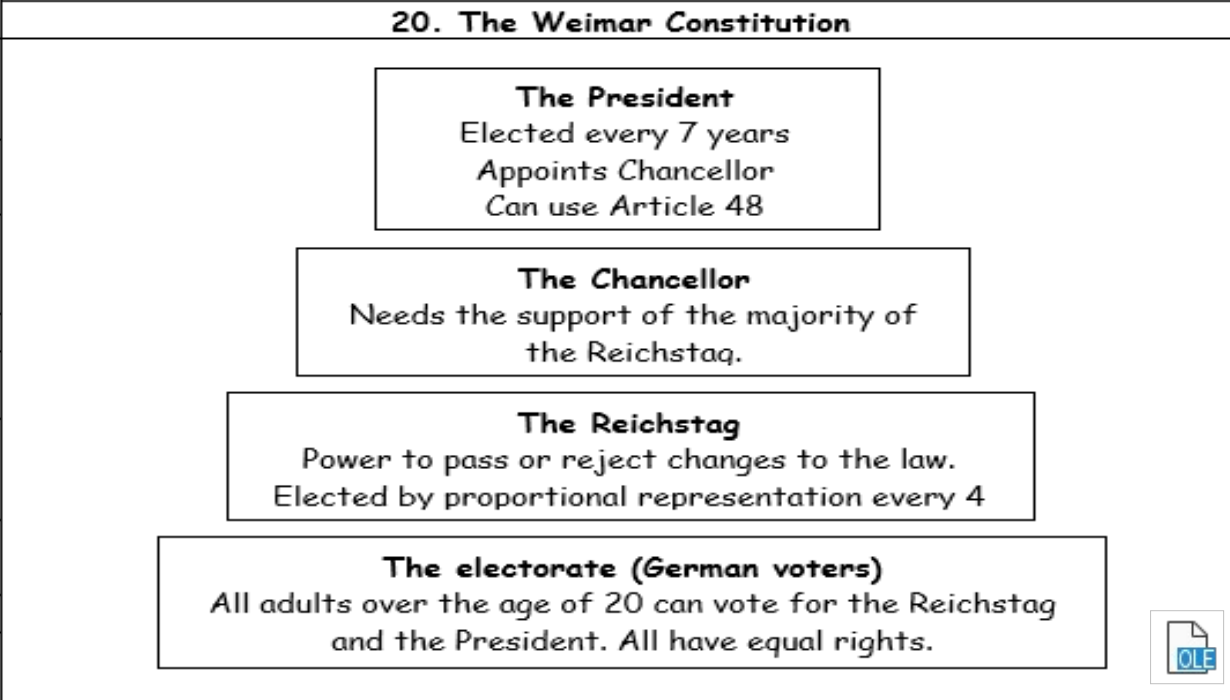 20. The Weimar Constitution
The President
Elected every 7 years
Appoints Chancellor
Can use Article 48
The Chancellor
Needs the support of the majority of
the Reichstag.
The Reichstag
Power to pass or reject changes to the law.
Elected by proportional representation every 4
The electorate (German voters)
All adults over the age of 20 can vote for the Reichstag
and the President. All have equal rights.
OLE